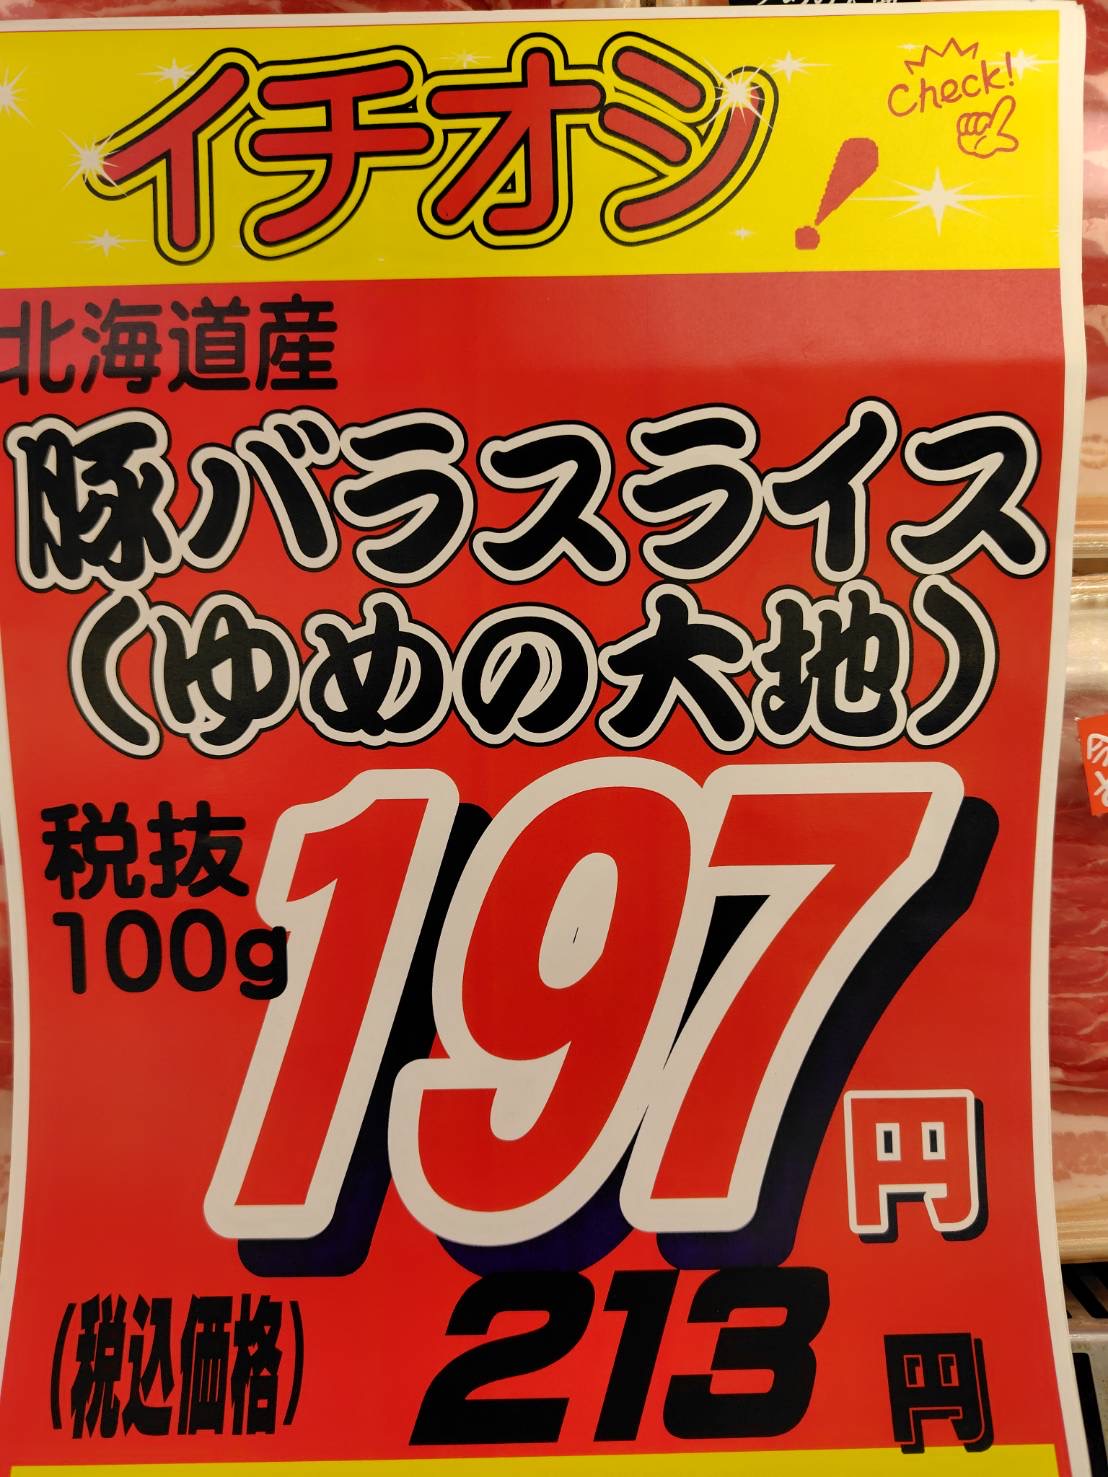 イチオシ!
Check!
北海道産
豚バラスライス
(ゆめの大地)
税抜
100g
197円
(税込価格) 213円